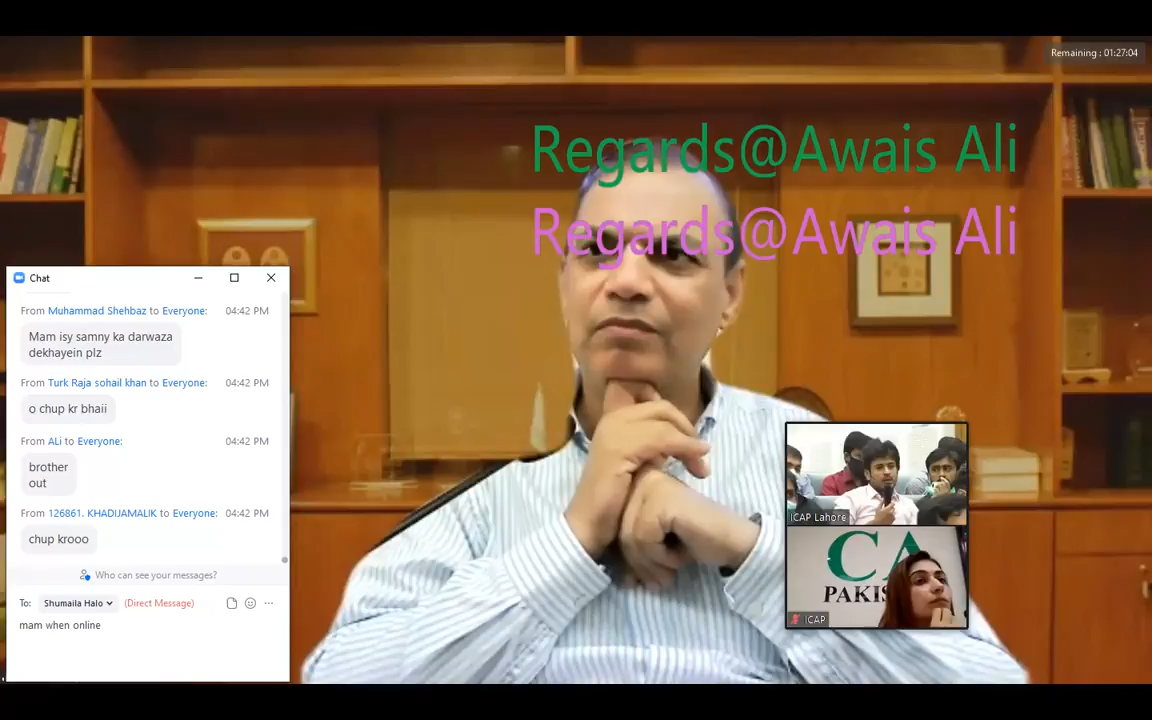 Remaining : 01:27:04
Regards@Awais Ali
Regards@Awais Ali
Chat
From Muhammad Shehbaz to Everyone: 04:42 PM
Mam isy samny ka darwaza
dekhayein plz
From Turk Raja sohail khan to Everyone: 04:42 PM
o chup kr bhaii
From ALi to Everyone: 04:42 PM
brother
out
From 126861. KHADIJAMALIK to Everyone: 04:42 PM
chup krooo
Who can see your messages?
To: Shumaila Halo (Direct Message)
mam when online
ICAP Lahore
CA
PAKIS
ICAP